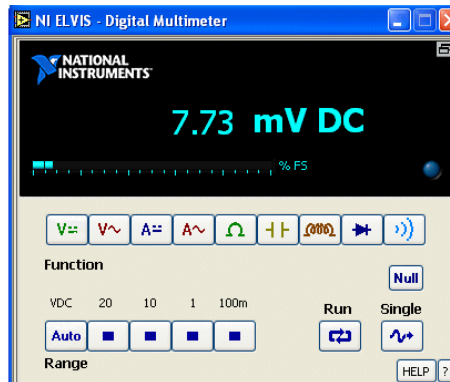 NI ELVIS - Digital Multimeter
NATIONAL
INSTRUMENTS
7.73 mV DC
% FS
V V A A Ω
Function
Null
VDC 20 10 1 100m
Run Single
Auto
Range
HELP ?